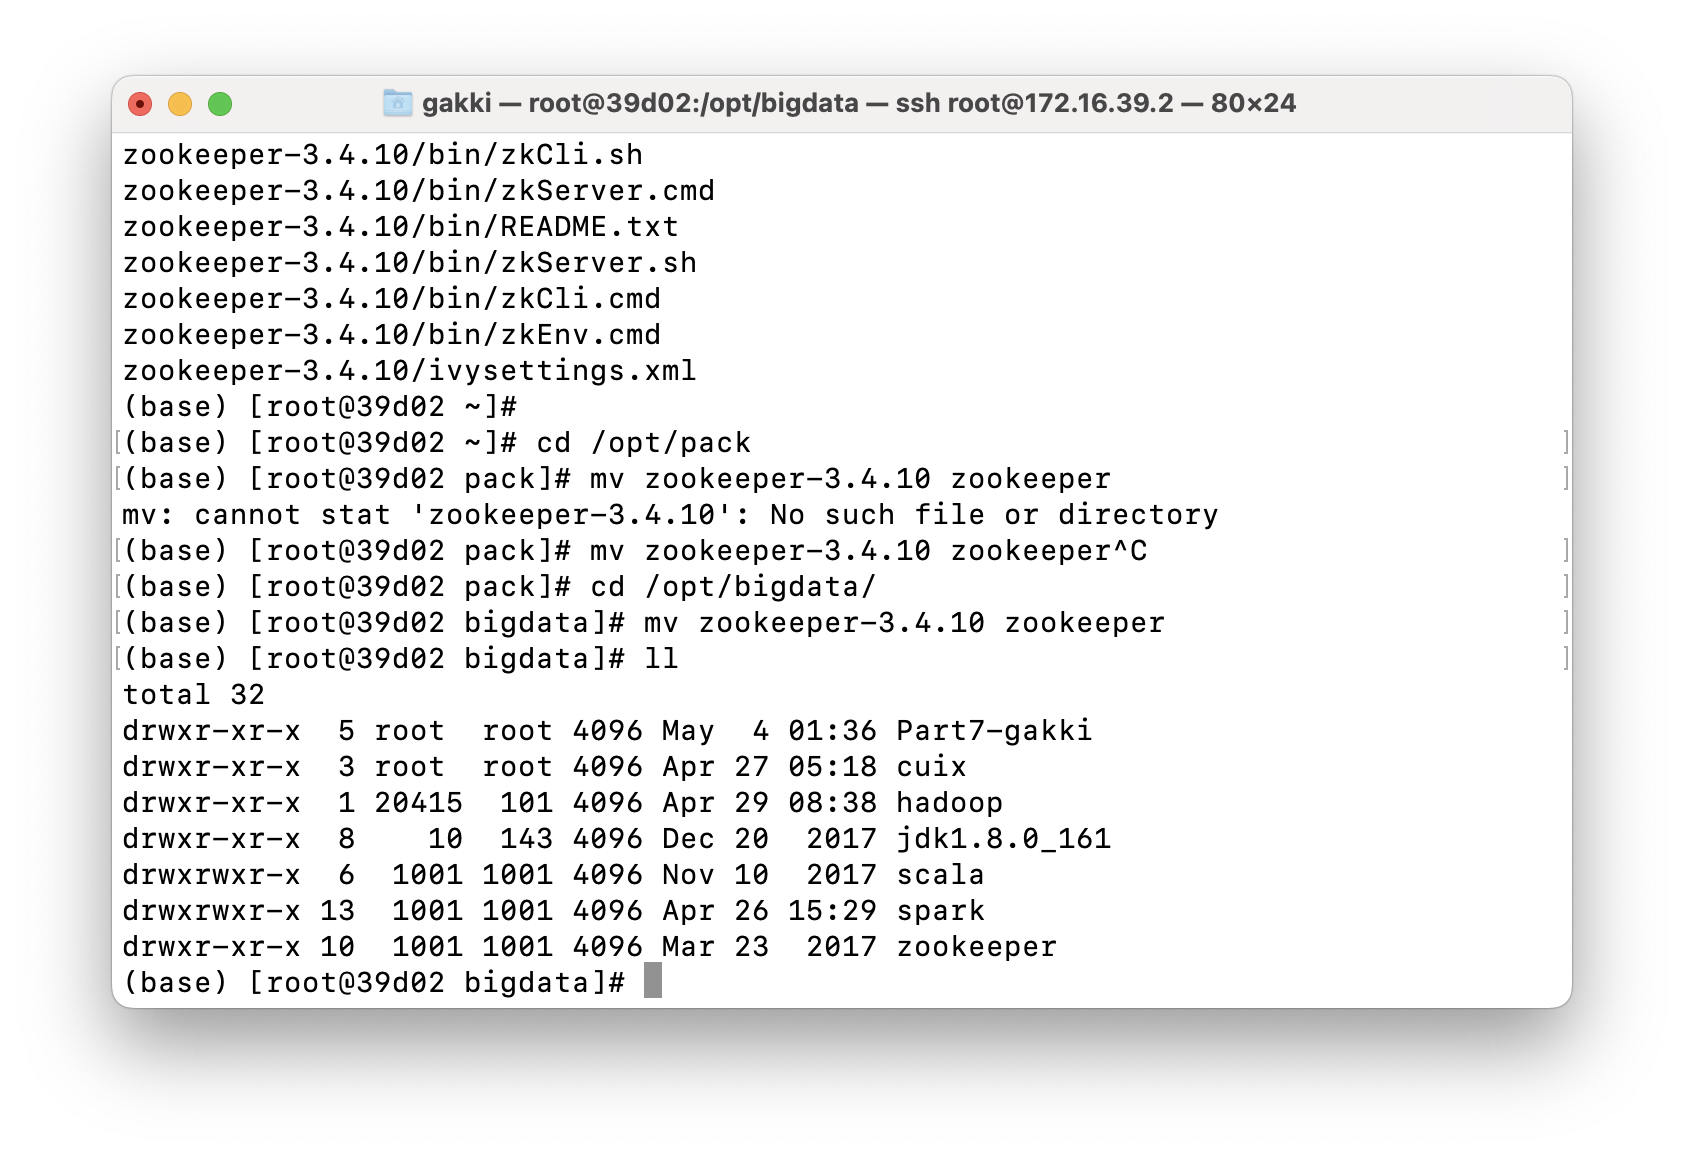 gakki — root@39d02:/opt/bigdata — ssh root@172.16.39.2 — 80×24
zookeeper-3.4.10/bin/zkCli.sh
zookeeper-3.4.10/bin/zkServer.cmd
zookeeper-3.4.10/bin/README.txt
zookeeper-3.4.10/bin/zkServer.sh
zookeeper-3.4.10/bin/zkCli.cmd
zookeeper-3.4.10/bin/zkEnv.cmd
zookeeper-3.4.10/ivysettings.xml
(base) [root@39d02 ~]#
[(base) [root@39d02 ~]# cd /opt/pack ]
[(base) [root@39d02 pack]# mv zookeeper-3.4.10 zookeeper ]
mv: cannot stat 'zookeeper-3.4.10': No such file or directory
[(base) [root@39d02 pack]# mv zookeeper-3.4.10 zookeeper^C ]
[(base) [root@39d02 pack]# cd /opt/bigdata/ ]
[(base) [root@39d02 bigdata]# mv zookeeper-3.4.10 zookeeper ]
[(base) [root@39d02 bigdata]# ll ]
total 32
drwxr-xr-x  5 root  root 4096 May  4 01:36 Part7-gakki
drwxr-xr-x  3 root  root 4096 Apr 27 05:18 cuix
drwxr-xr-x  1 20415  101 4096 Apr 29 08:38 hadoop
drwxr-xr-x  8    10  143 4096 Dec 20  2017 jdk1.8.0_161
drwxrwxr-x  6  1001 1001 4096 Nov 10  2017 scala
drwxrwxr-x 13  1001 1001 4096 Apr 26 15:29 spark
drwxr-xr-x 10  1001 1001 4096 Mar 23  2017 zookeeper
(base) [root@39d02 bigdata]#